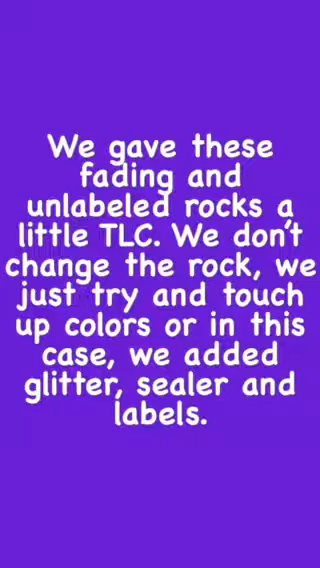 We gave these
fading and
unlabeled rocks a
little TLC. We don't
change the rock, we
just try and touch
up colors or in this
case, we added
glitter, sealer and
labels.